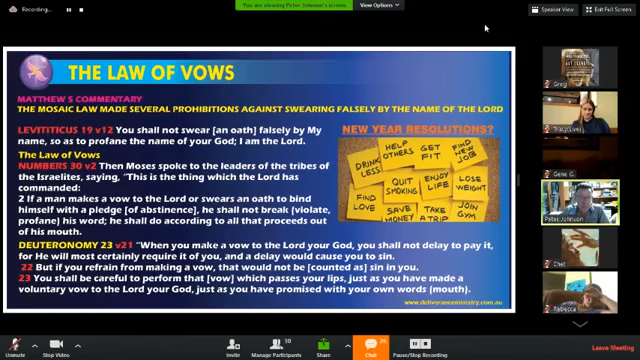 Recording...
You are viewing Peter Johnson's screen
View Options
Speaker View
Exit Full Screen
THE LAW OF VOWS
MATTHEW 5 COMMENTARY
THE MOSAIC LAW MADE SEVERAL PROHIBITIONS AGAINST SWEARING FALSELY BY THE NAME OF THE LORD
LEVITITICUS 19 v12 You shall not swear [an oath] falsely by My
name, so as to profane the name of your God; I am the Lord.
The Law of Vows
NUMBERS 30 v2 Then Moses spoke to the leaders of the tribes of
the Israelites, saying, "This is the thing which the Lord has
commanded:
2 If a man makes a vow to the Lord or swears an oath to bind
himself with a pledge [of abstinence], he shall not break (violate,
profane) his word; he shall do according to all that proceeds out
of his mouth.
NEW YEAR RESOLUTIONS?
DRINK
LESS
HELP
OTHERS
GET
FIT
FIND
NEW
JOB
QUIT
SMOKING
ENJOY
LIFE
LOSE
WEIGHT
FIND
LOVE
SAVE
MONEY
TAKE
A TRIP
JOIN
GYM
DEUTERONOMY 23 v21 "When you make a vow to the Lord your God, you shall not delay to pay it,
for He will most certainly require it of you, and a delay would cause you to sin.
22 But if you refrain from making a vow, that would not be [counted as] sin in you.
23 You shall be careful to perform that [vow] which passes your lips, just as you have made a
voluntary vow to the Lord your God, just as you have promised with your own words (mouth).
www.deliveranceministry.com.au
Greg
Gene G.
Peter Johnson
Chet
Rebecca
Unmute
Stop Video
Invite
Manage Participants
Share
Chat
Pause/Stop Recording
Leave Meeting